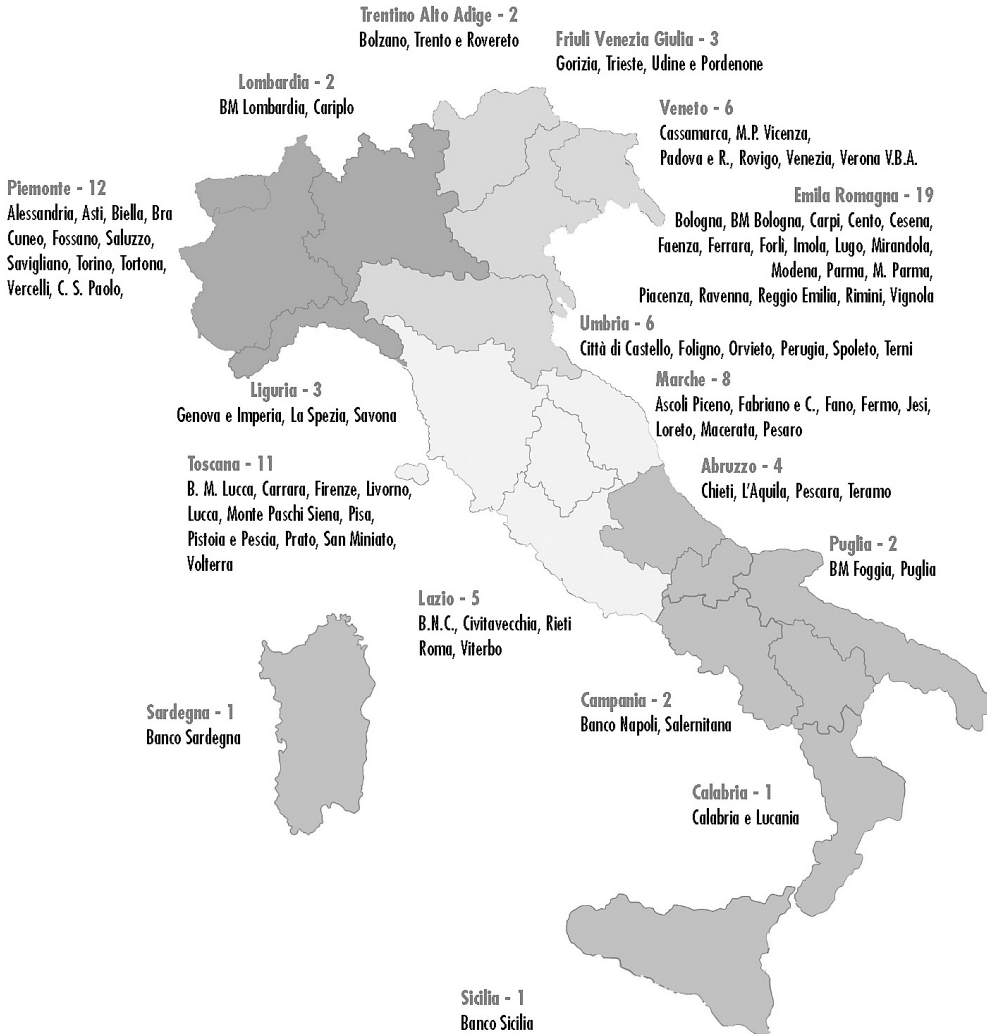 Trentino Alto Adige - 2
Bolzano, Trento e Rovereto
Friuli Venezia Giulia - 3
Gorizia, Trieste, Udine e Pordenone
Lombardia - 2
BM Lombardia, Cariplo
Veneto - 6
Cassamarca, M.P. Vicenza,
Padova e R., Rovigo, Venezia, Verona V.B.A.
Piemonte - 12
Alessandria, Asti, Biella, Bra
Cuneo, Fossano, Saluzzo,
Savigliano, Torino, Tortona,
Vercelli, C. S. Paolo,
Emila Romagna - 19
Bologna, BM Bologna, Carpi, Cento, Cesena,
Faenza, Ferrara, Forlì, Imola, Lugo, Mirandola,
Modena, Parma, M. Parma,
Piacenza, Ravenna, Reggio Emilia, Rimini, Vignola
Umbria - 6
Città di Castello, Foligno, Orvieto, Perugia, Spoleto, Terni
Marche - 8
Ascoli Piceno, Fabriano e C., Fano, Fermo, Jesi,
Loreto, Macerata, Pesaro
Liguria - 3
Genova e Imperia, La Spezia, Savona
Toscana - 11
B. M. Lucca, Carrara, Firenze, Livorno,
Lucca, Monte Paschi Siena, Pisa,
Pistoia e Pescia, Prato, San Miniato,
Volterra
Abruzzo - 4
Chieti, L'Aquila, Pescara, Teramo
Puglia - 2
BM Foggia, Puglia
Lazio - 5
B.N.C., Civitavecchia, Rieti
Roma, Viterbo
Sardegna - 1
Banco Sardegna
Campania - 2
Banco Napoli, Salernitana
Calabria - 1
Calabria e Lucania
Sicilia - 1
Banco Sicilia